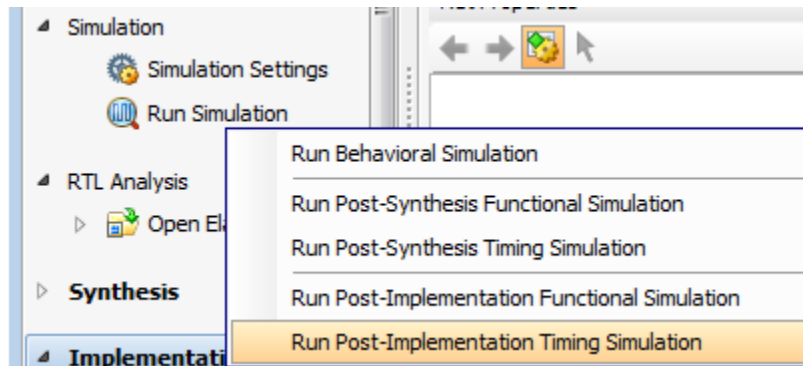 Simulation
Simulation Settings
Run Simulation
Run Behavioral Simulation
RTL Analysis
Run Post-Synthesis Functional Simulation
Open El
Run Post-Synthesis Timing Simulation
Synthesis
Run Post-Implementation Functional Simulation
Implementati
Run Post-Implementation Timing Simulation